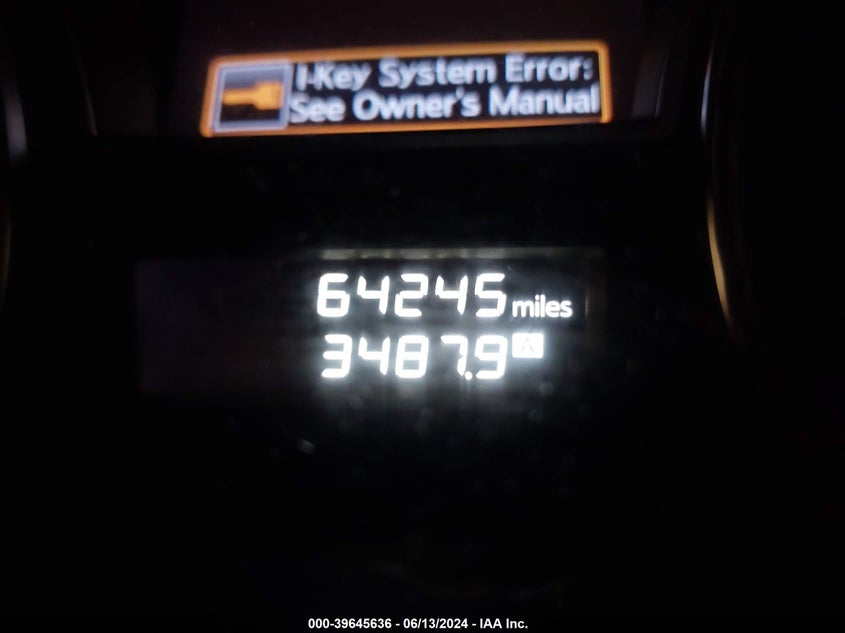 I-Key System Error:
See Owner's Manual
64245 miles
3487.9 A
000-39645636 - 06/13/2024 - IAA Inc.